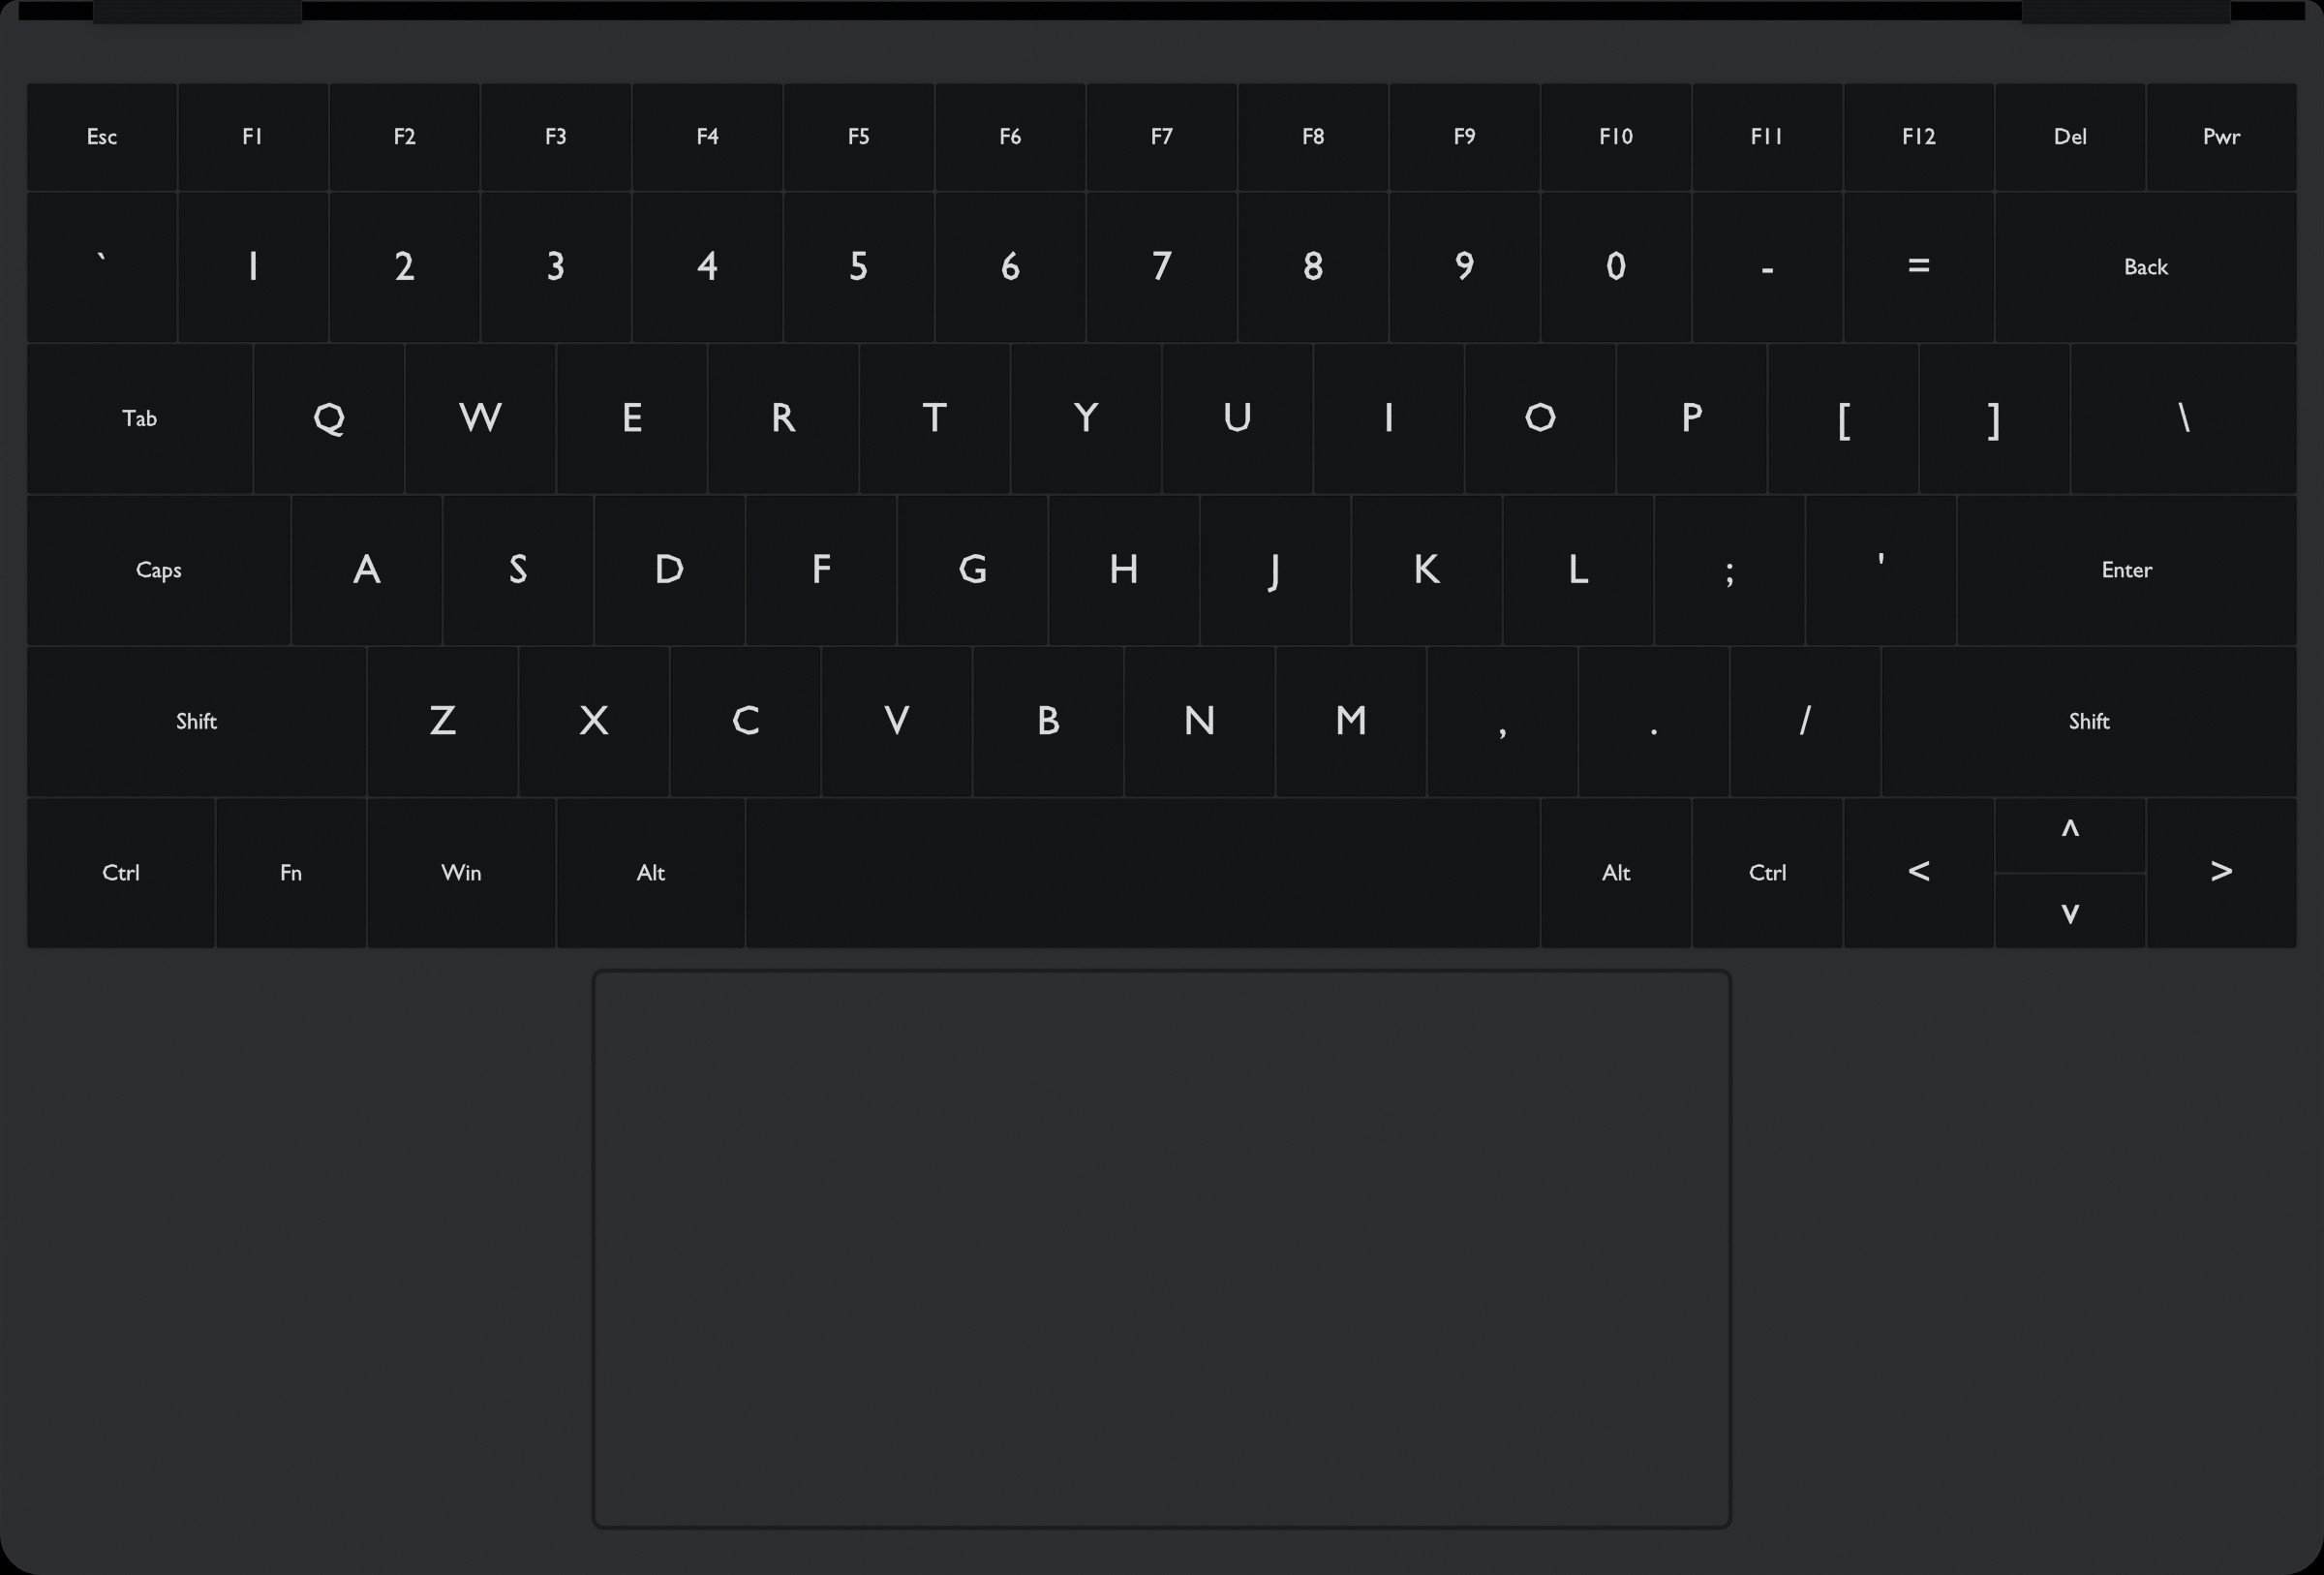 Esc F1 F2 F3 F4 F5 F6 F7 F8 F9 F10 F11 F12 Del Pwr
` 1 2 3 4 5 6 7 8 9 0 - = Back
Tab Q W E R T Y U I O P [ ] \
Caps A S D F G H J K L ; ' Enter
Shift Z X C V B N M , . / Shift
Ctrl Fn Win Alt Alt Ctrl < ^ v >